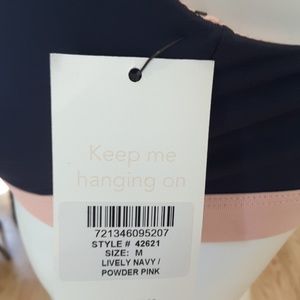 Keep me
hanging on
721346095207
STYLE # 42621
SIZE: M
LIVELY NAVY /
POWDER PINK